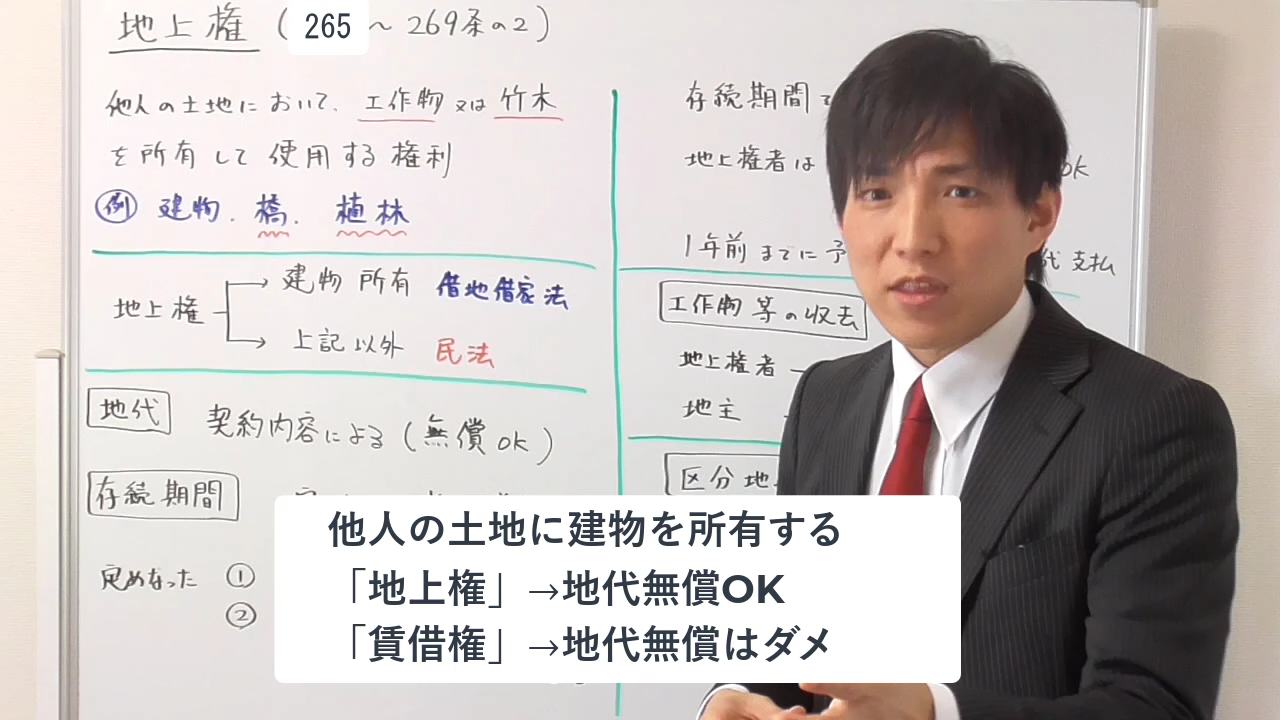 地上権 ( 265 ~ 269条の2 )
他人の土地において、工作物 又は 竹木
を所有して 使用する 権利
例 建物. 橋. 植林
地上権 → 建物 所有 借地借家法
→ 上記以外 民法
地代 契約内容による (無償 OK)
存続期間
定めなかった ①
②
存続期間
地上権者は OK
1年前 までに 予 代 支払
工作物 等の収去
地上権者
地主
区分地
他人の土地に建物を所有する
「地上権」→地代無償OK
「賃借権」→地代無償はダメ